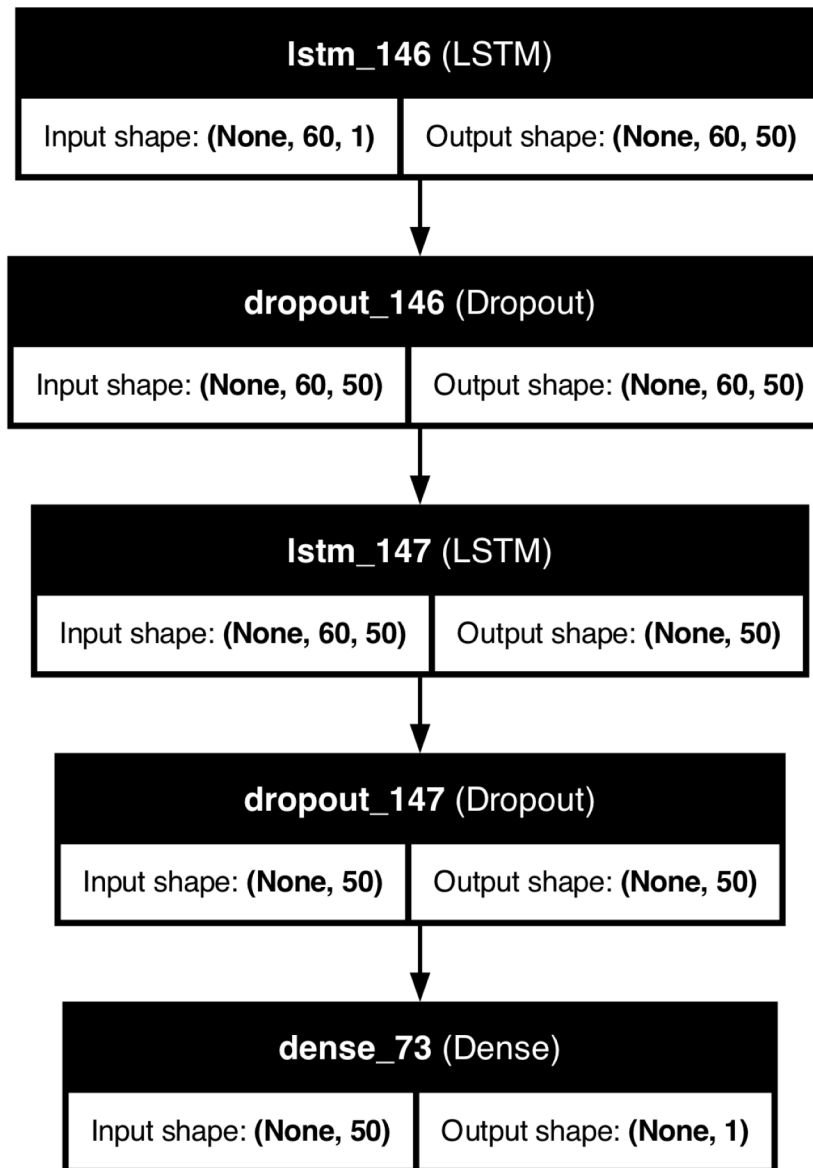 lstm_146 (LSTM)
Input shape: (None, 60, 1) Output shape: (None, 60, 50)
dropout_146 (Dropout)
Input shape: (None, 60, 50) Output shape: (None, 60, 50)
lstm_147 (LSTM)
Input shape: (None, 60, 50) Output shape: (None, 50)
dropout_147 (Dropout)
Input shape: (None, 50) Output shape: (None, 50)
dense_73 (Dense)
Input shape: (None, 50) Output shape: (None, 1)